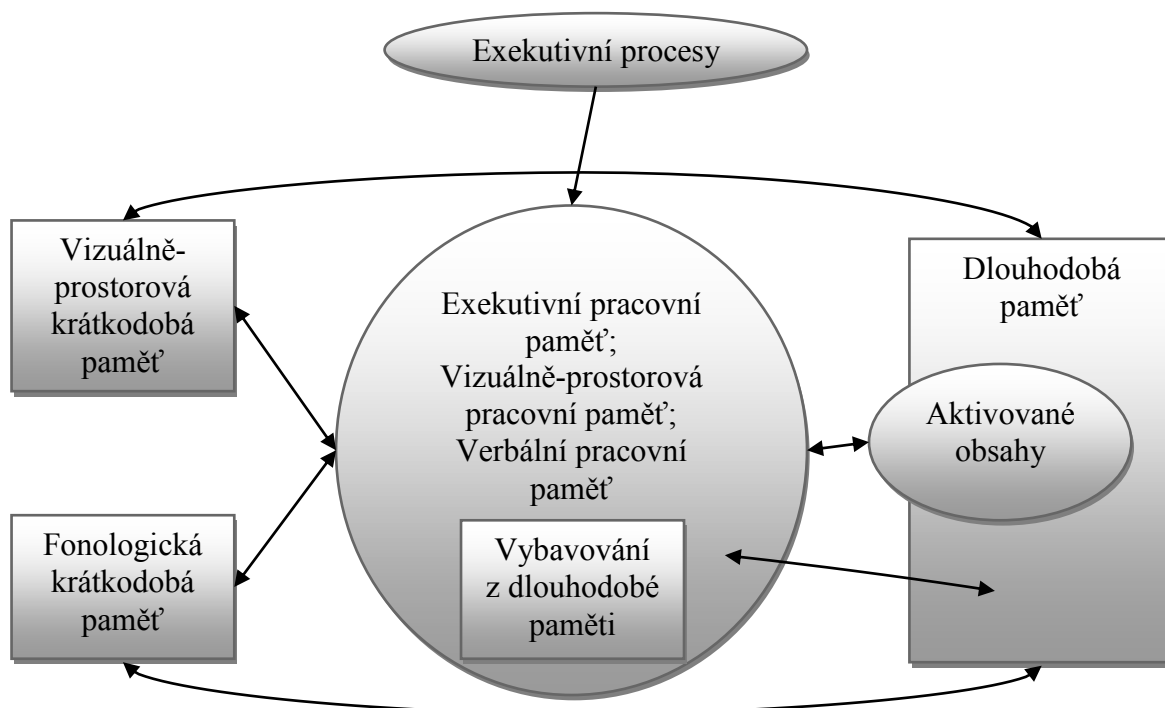 Exekutivní procesy
Vizuálně-
prostorová
krátkodobá
paměť
Exekutivní pracovní
paměť;
Vizuálně-prostorová
pracovní paměť;
Verbální pracovní
paměť
Dlouhodobá
paměť
Aktivované
obsahy
Fonologická
krátkodobá
paměť
Vybavování
z dlouhodobé
paměti